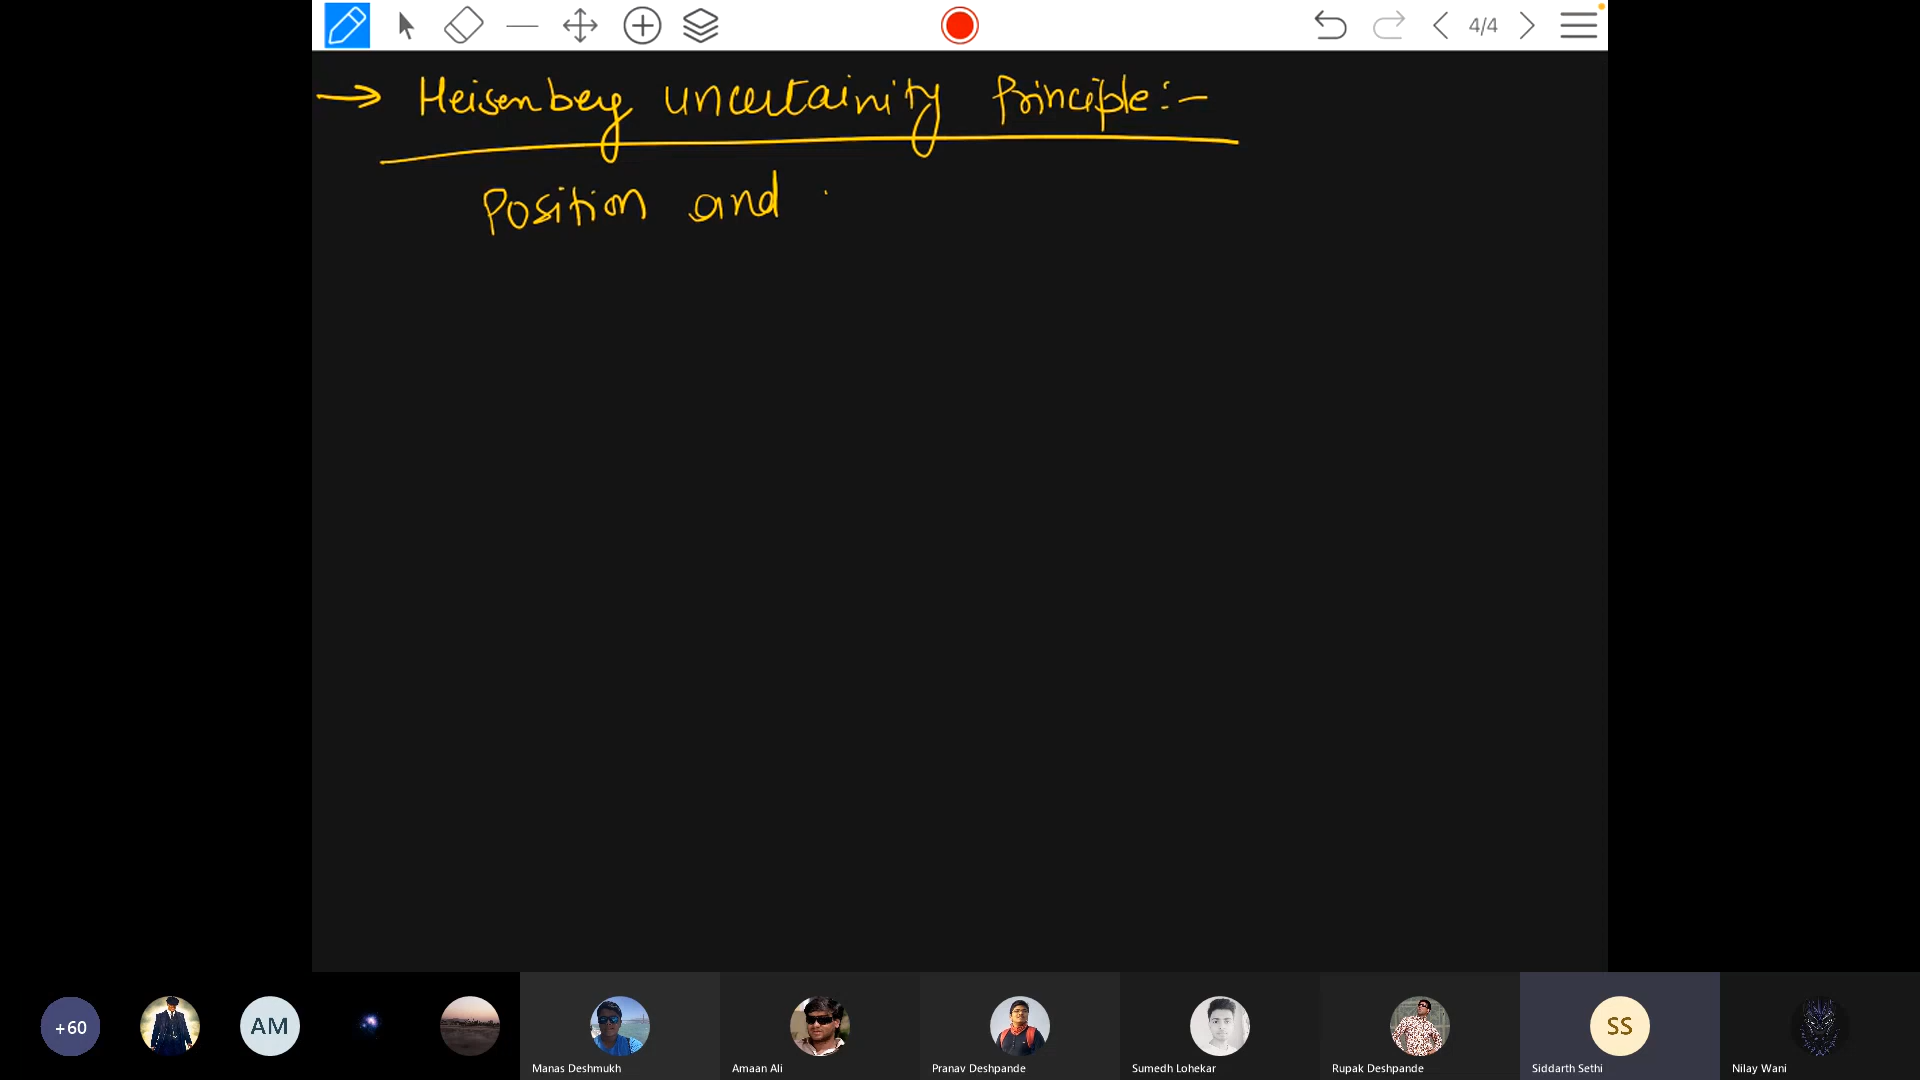 4/4
→ Heisenberg uncertainity Principle:-
Position and
+60
AM
SS
Manas Deshmukh
Amaan Ali
Pranav Deshpande
Sumedh Lohekar
Rupak Deshpande
Siddarth Sethi
Nilay Wani